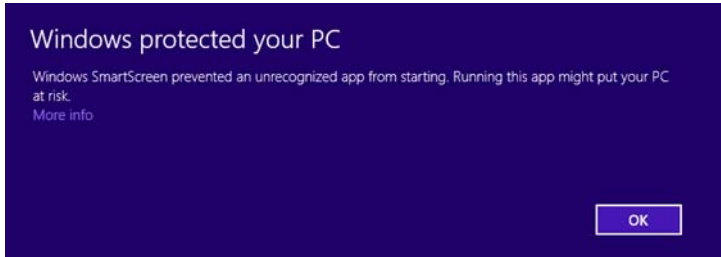 Windows protected your PC
Windows SmartScreen prevented an unrecognized app from starting. Running this app might put your PC
at risk.
More info
OK